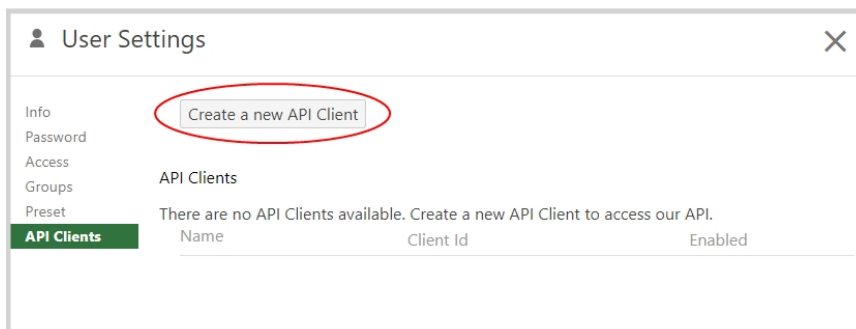 User Settings
Info
Password
Access
Groups
Preset
API Clients
Create a new API Client
API Clients
There are no API Clients available. Create a new API Client to access our API.
Name Client Id Enabled